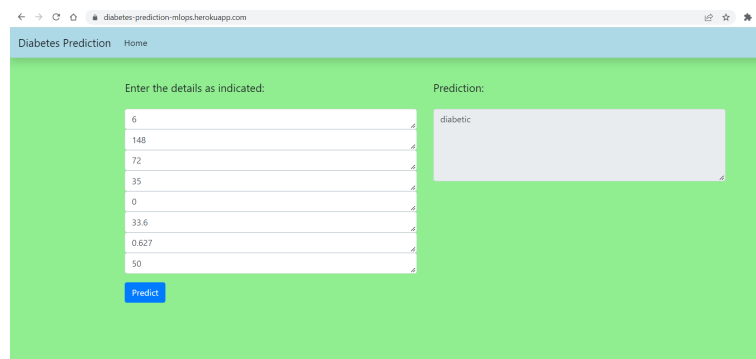 diabetes-prediction-mlops.herokuapp.com
Diabetes Prediction Home
Enter the details as indicated:
6
148
72
35
0
33.6
0.627
50
Predict
Prediction:
diabetic